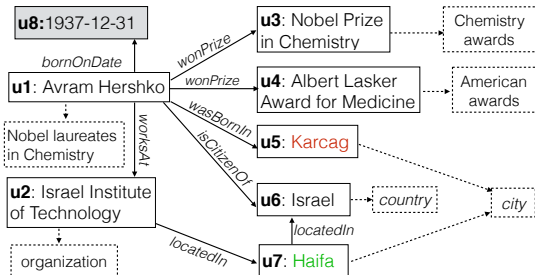 u8:1937-12-31
bornOnDate
u1: Avram Hershko
wonPrize
u3: Nobel Prize
in Chemistry
Chemistry
awards
wonPrize
u4: Albert Lasker
Award for Medicine
American
awards
Nobel laureates
in Chemistry
worksAt
wasBornIn
u5: Karcag
isCitizenOf
u2: Israel Institute
of Technology
u6: Israel
country
city
locatedIn
organization
locatedIn
u7: Haifa